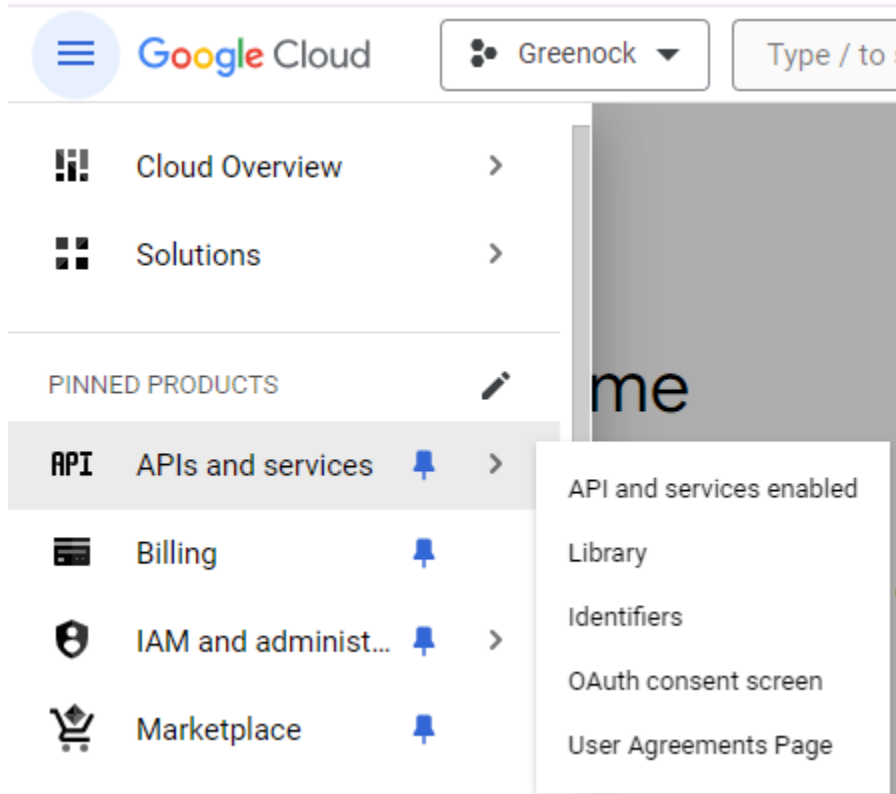 Google Cloud
Greenock
Type / to
Cloud Overview
Solutions
PINNED PRODUCTS
me
API APIs and services
API and services enabled
Billing
Library
Identifiers
IAM and administ...
OAuth consent screen
Marketplace
User Agreements Page